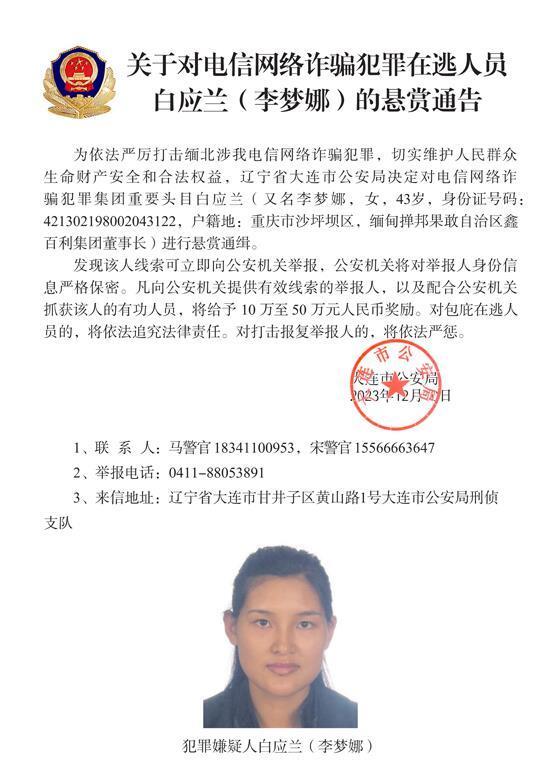 关于对电信网络诈骗犯罪在逃人员
白应兰（李梦娜）的悬赏通告
为依法严厉打击缅北涉我电信网络诈骗犯罪，切实维护人民群众
生命财产安全和合法权益，辽宁省大连市公安局决定对电信网络诈
骗犯罪集团重要头目白应兰（又名李梦娜，女，43岁，身份证号码：
421302198002043122，户籍地：重庆市沙坪坝区，缅甸掸邦果敢自治区鑫
百利集团董事长）进行悬赏通缉。
发现该人线索可立即向公安机关举报，公安机关将对举报人身份信
息严格保密。凡向公安机关提供有效线索的举报人，以及配合公安机关
抓获该人的有功人员，将给予 10 万至 50 万元人民币奖励。对包庇在逃人
员的，将依法追究法律责任。对打击报复举报人的，将依法严惩。
大连市公安局
2023年12月 日
大连市公安局
1、联 系 人：马警官 18341100953，宋警官 15566663647
2、举报电话：0411-88053891
3、来信地址：辽宁省大连市甘井子区黄山路1号大连市公安局刑侦
支队
犯罪嫌疑人白应兰（李梦娜）